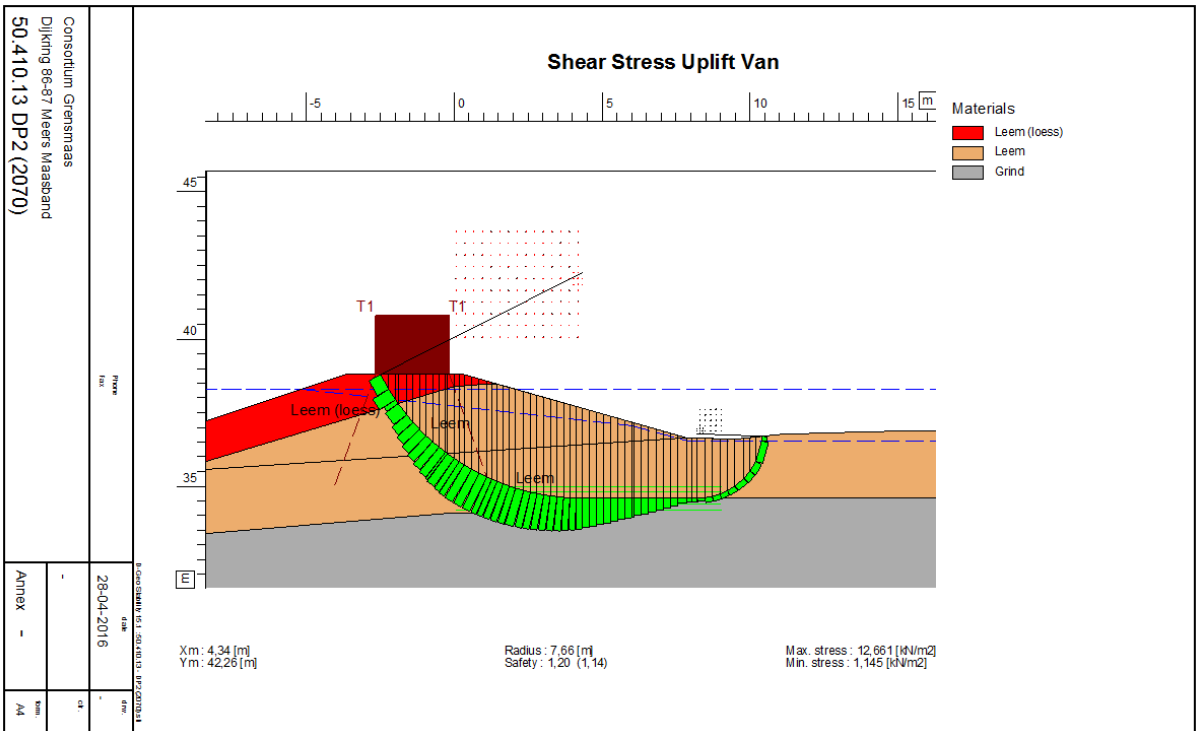 Shear Stress Uplift Van
-5
0
5
10
15
m
Materials
Leem (loess)
Leem
Grind
45
40
35
m
T1
T1
Leem (loess)
Leem
Leem
Xm : 4,34 [m]
Ym : 42,26 [m]
Radius : 7,66 [m]
Safety : 1,20 (1,14)
Max. stress : 12,661 [kN/m2]
Min. stress : 1,145 [kN/m2]
Consortium Grensmaas
Dijkring 86-87 Meers Maasband
50.410.13 DP2 (2070)
Phone
Fax
date
28-04-2016
drw.
-
-
ctr.
Annex -
form.
A4